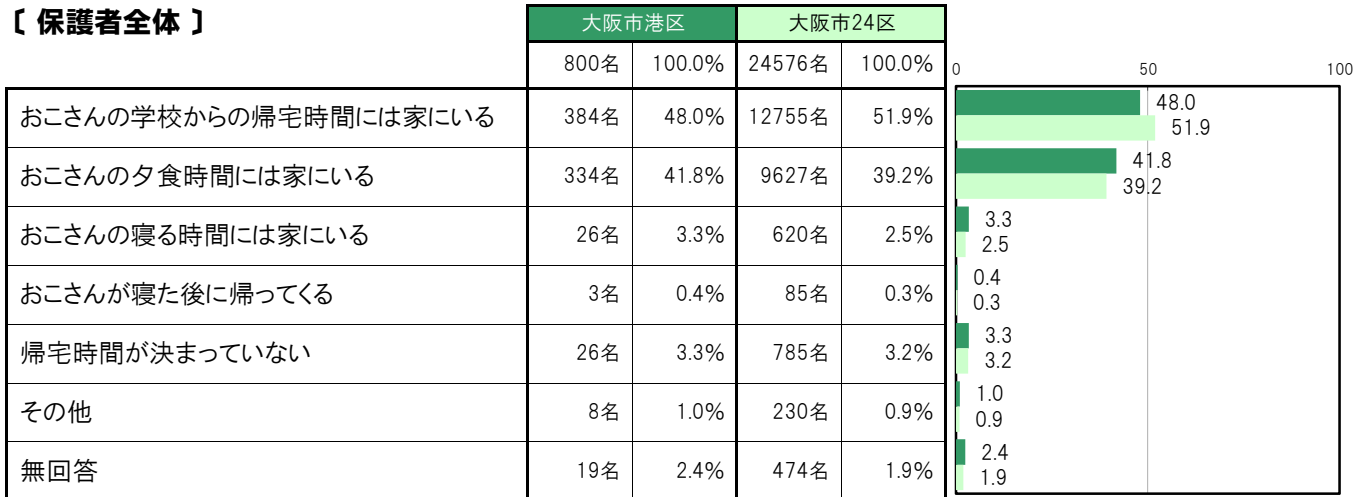 〔 保護者全体 〕
大阪市港区 大阪市24区
800名 100.0% 24576名 100.0%
0 50 100
おこさんの学校からの帰宅時間には家にいる 384名 48.0% 12755名 51.9%
48.0
51.9
おこさんの夕食時間には家にいる 334名 41.8% 9627名 39.2%
41.8
39.2
おこさんの寝る時間には家にいる 26名 3.3% 620名 2.5%
3.3
2.5
おこさんが寝た後に帰ってくる 3名 0.4% 85名 0.3%
0.4
0.3
帰宅時間が決まっていない 26名 3.3% 785名 3.2%
3.3
3.2
その他 8名 1.0% 230名 0.9%
1.0
0.9
無回答 19名 2.4% 474名 1.9%
2.4
1.9